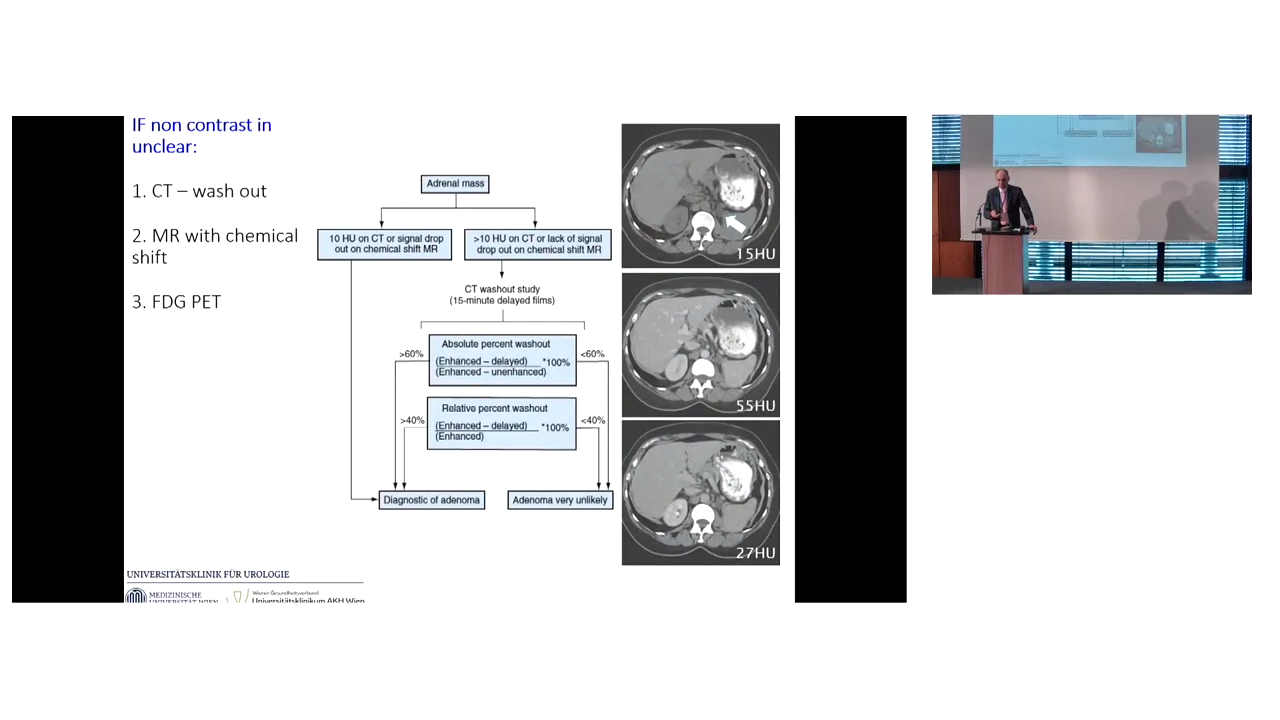 IF non contrast in
unclear:
1. CT – wash out
2. MR with chemical
shift
3. FDG PET
Adrenal mass
10 HU on CT or signal drop
out on chemical shift MR
>10 HU on CT or lack of signal
drop out on chemical shift MR
CT washout study
(15-minute delayed films)
Absolute percent washout
>60%
<60%
(Enhanced – delayed) *100%
(Enhanced – unenhanced)
Relative percent washout
>40%
<40%
(Enhanced – delayed) *100%
(Enhanced)
Diagnostic of adenoma
Adenoma very unlikely
15HU
55HU
27HU
UNIVERSITÄTSKLINIK FÜR UROLOGIE
MEDIZINISCHE
UNIVERSITÄT WIEN
Wiener Gesundheitsverbund
Universitätsklinikum AKH Wien